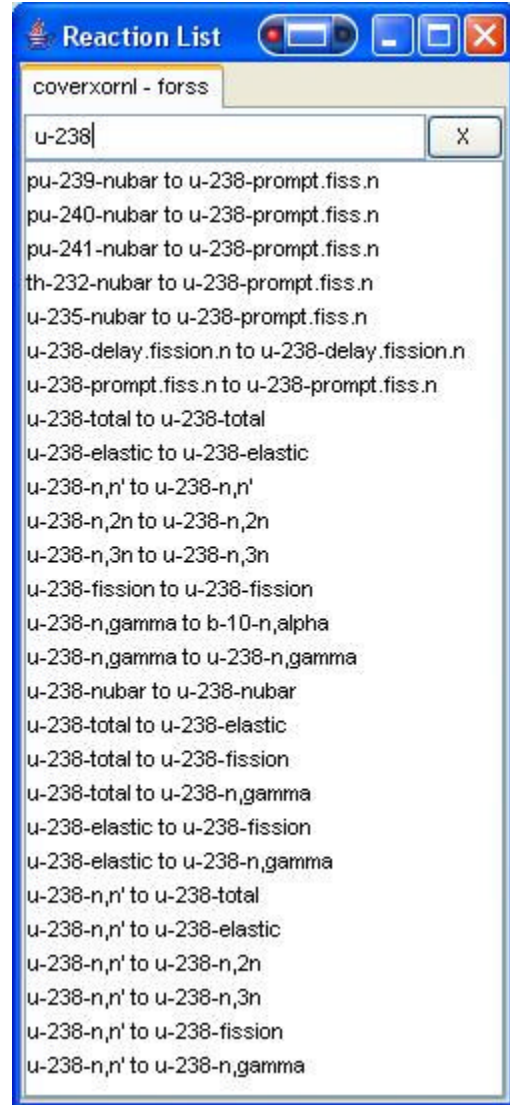 Reaction List
coverxornl - forss
u-238
X
pu-239-nubar to u-238-prompt.fiss.n
pu-240-nubar to u-238-prompt.fiss.n
pu-241-nubar to u-238-prompt.fiss.n
th-232-nubar to u-238-prompt.fiss.n
u-235-nubar to u-238-prompt.fiss.n
u-238-delay.fission.n to u-238-delay.fission.n
u-238-prompt.fiss.n to u-238-prompt.fiss.n
u-238-total to u-238-total
u-238-elastic to u-238-elastic
u-238-n,n' to u-238-n,n'
u-238-n,2n to u-238-n,2n
u-238-n,3n to u-238-n,3n
u-238-fission to u-238-fission
u-238-n,gamma to b-10-n,alpha
u-238-n,gamma to u-238-n,gamma
u-238-nubar to u-238-nubar
u-238-total to u-238-elastic
u-238-total to u-238-fission
u-238-total to u-238-n,gamma
u-238-elastic to u-238-fission
u-238-elastic to u-238-n,gamma
u-238-n,n' to u-238-total
u-238-n,n' to u-238-elastic
u-238-n,n' to u-238-n,2n
u-238-n,n' to u-238-n,3n
u-238-n,n' to u-238-fission
u-238-n,n' to u-238-n,gamma